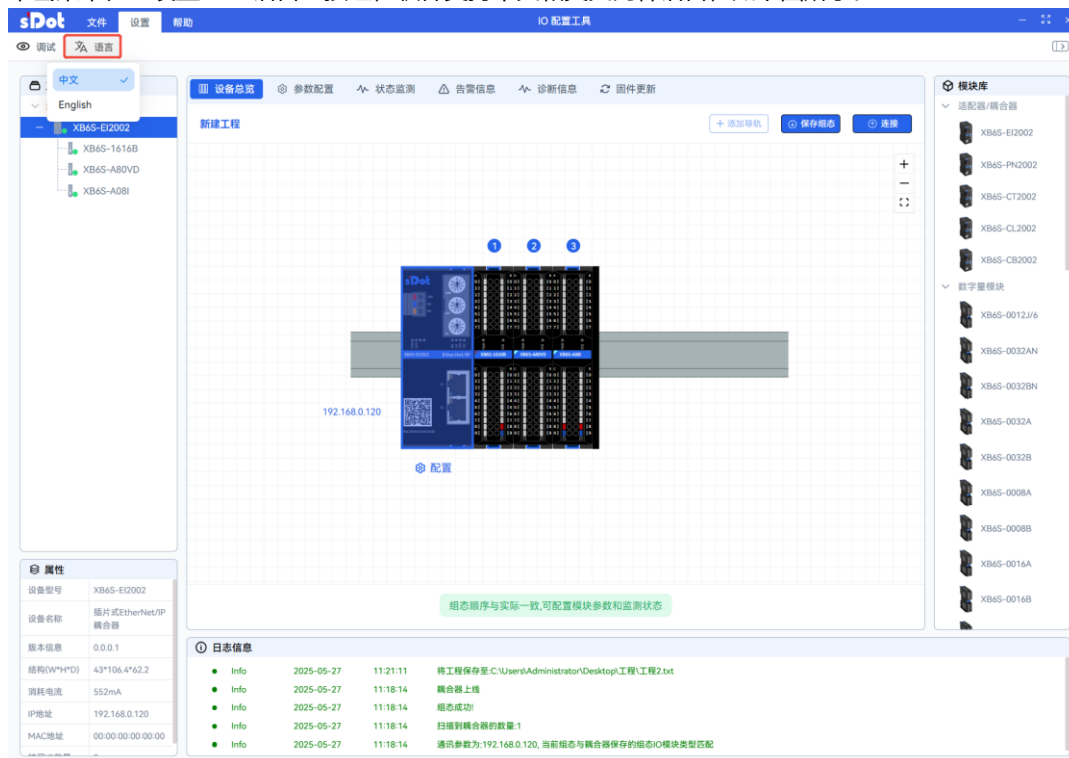 sDot 文件 设置 帮助 IO 配置工具
调试 语言
中文
English
XB6S-EI2002
XB6S-1616B
XB6S-A80VD
XB6S-A08I
设备总览 参数配置 状态监测 告警信息 诊断信息 固件更新
新建工程 添加导轨 保存组态 连接
1 2 3
sDot
192.168.0.120
配置
组态顺序与实际一致,可配置模块参数和监测状态
模块库
适配器/耦合器
XB6S-EI2002
XB6S-PN2002
XB6S-CT2002
XB6S-CL2002
XB6S-CB2002
数字量模块
XB6S-0012J/6
XB6S-0032AN
XB6S-0032BN
XB6S-0032A
XB6S-0032B
XB6S-0008A
XB6S-0008B
XB6S-0016A
XB6S-0016B
属性
设备型号 XB6S-EI2002
设备名称 插片式EtherNet/IP
耦合器
版本信息 0.0.0.1
结构(W*H*D) 43*106.4*62.2
消耗电流 552mA
IP地址 192.168.0.120
MAC地址 00:00:00:00:00:00
日志信息
Info 2025-05-27 11:21:11 将工程保存至:C:\Users\Administrator\Desktop\工程\工程2.txt
Info 2025-05-27 11:18:14 耦合器上线
Info 2025-05-27 11:18:14 组态成功!
Info 2025-05-27 11:18:14 扫描到耦合器的数量:1
Info 2025-05-27 11:18:14 通讯参数为:192.168.0.120, 当前组态与耦合器保存的组态IO模块类型匹配